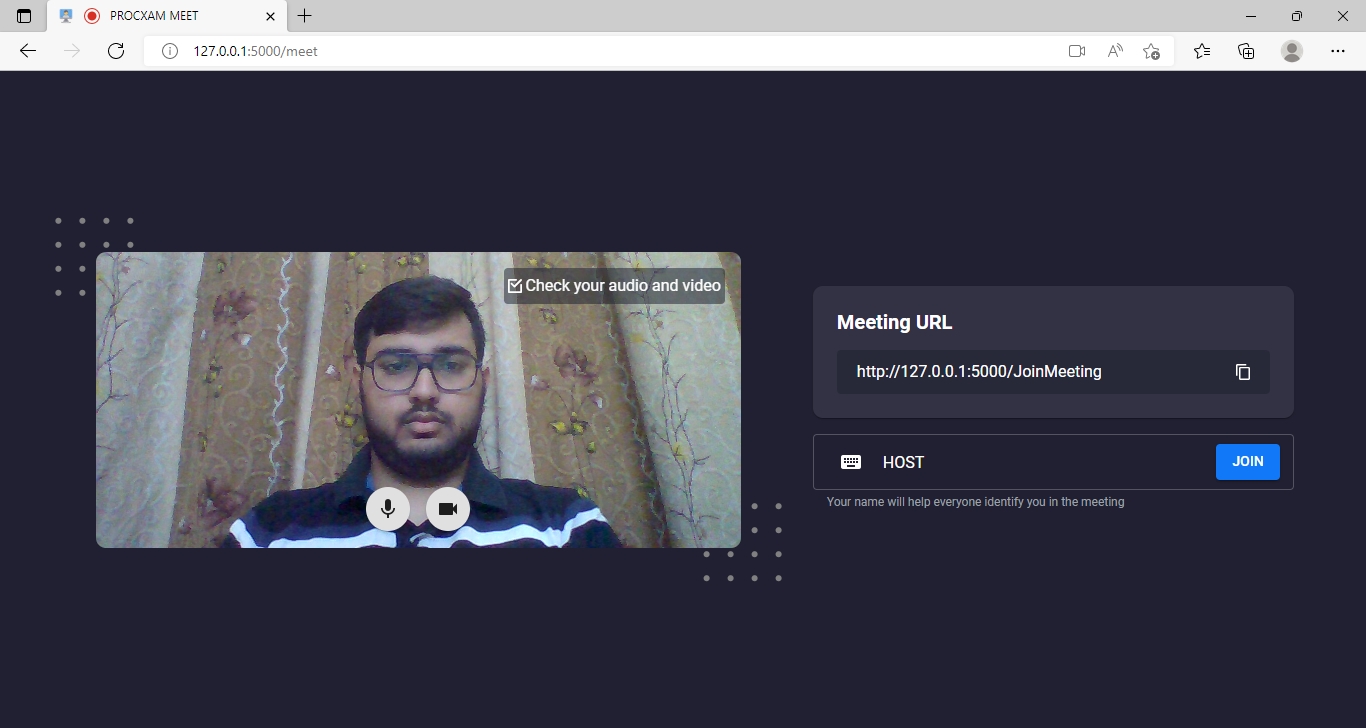 PROCXAM MEET
127.0.0.1:5000/meet
Check your audio and video
Meeting URL
http://127.0.0.1:5000/JoinMeeting
HOST
JOIN
Your name will help everyone identify you in the meeting